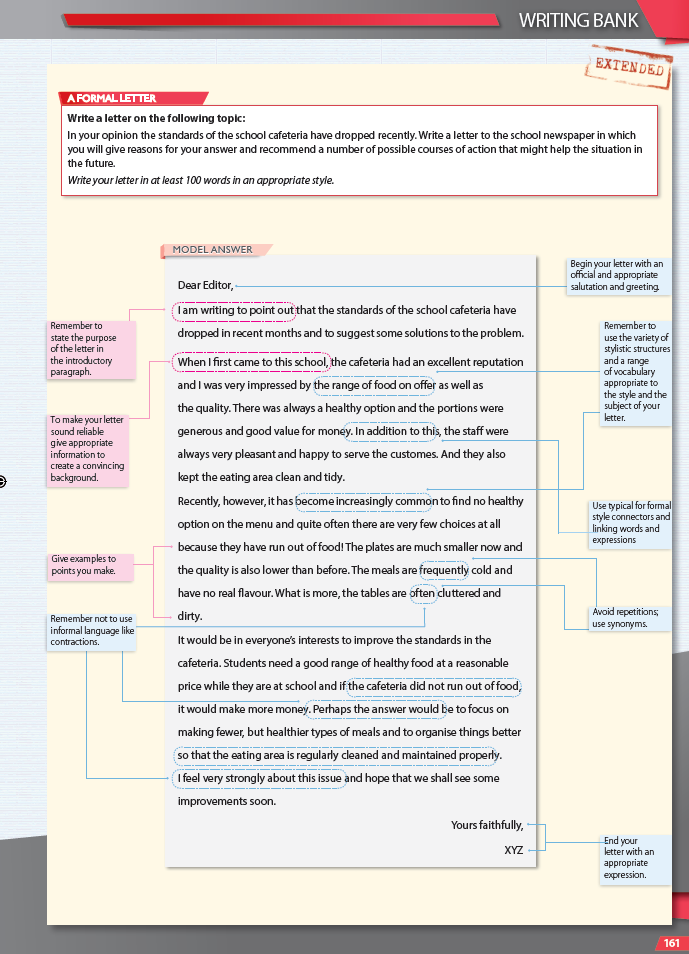 WRITING BANK
EXTENDED
A FORMAL LETTER
Write a letter on the following topic:
In your opinion the standards of the school cafeteria have dropped recently. Write a letter to the school newspaper in which
you will give reasons for your answer and recommend a number of possible courses of action that might help the situation in
the future.
Write your letter in at least 100 words in an appropriate style.
MODEL ANSWER
Dear Editor,
I am writing to point out that the standards of the school cafeteria have
dropped in recent months and to suggest some solutions to the problem.
When I first came to this school, the cafeteria had an excellent reputation
and I was very impressed by the range of food on offer as well as
the quality. There was always a healthy option and the portions were
generous and good value for money. In addition to this, the staff were
always very pleasant and happy to serve the customes. And they also
kept the eating area clean and tidy.
Recently, however, it has become increasingly common to find no healthy
option on the menu and quite often there are very few choices at all
because they have run out of food! The plates are much smaller now and
the quality is also lower than before. The meals are frequently cold and
have no real flavour. What is more, the tables are often cluttered and
dirty.
It would be in everyone's interests to improve the standards in the
cafeteria. Students need a good range of healthy food at a reasonable
price while they are at school and if the cafeteria did not run out of food,
it would make more money. Perhaps the answer would be to focus on
making fewer, but healthier types of meals and to organise things better
so that the eating area is regularly cleaned and maintained properly.
I feel very strongly about this issue and hope that we shall see some
improvements soon.
Yours faithfully,
XYZ
Remember to
state the purpose
of the letter in
the introductory
paragraph.
To make your letter
sound reliable
give appropriate
information to
create a convincing
background.
Give examples to
points you make.
Remember not to use
informal language like
contractions.
Begin your letter with an
official and appropriate
salutation and greeting.
Remember to
use the variety of
stylistic structures
and a range
of vocabulary
appropriate to
the style and the
subject of your
letter.
Use typical for formal
style connectors and
linking words and
expressions
Avoid repetitions;
use synonyms.
End your
letter with an
appropriate
expression.
161